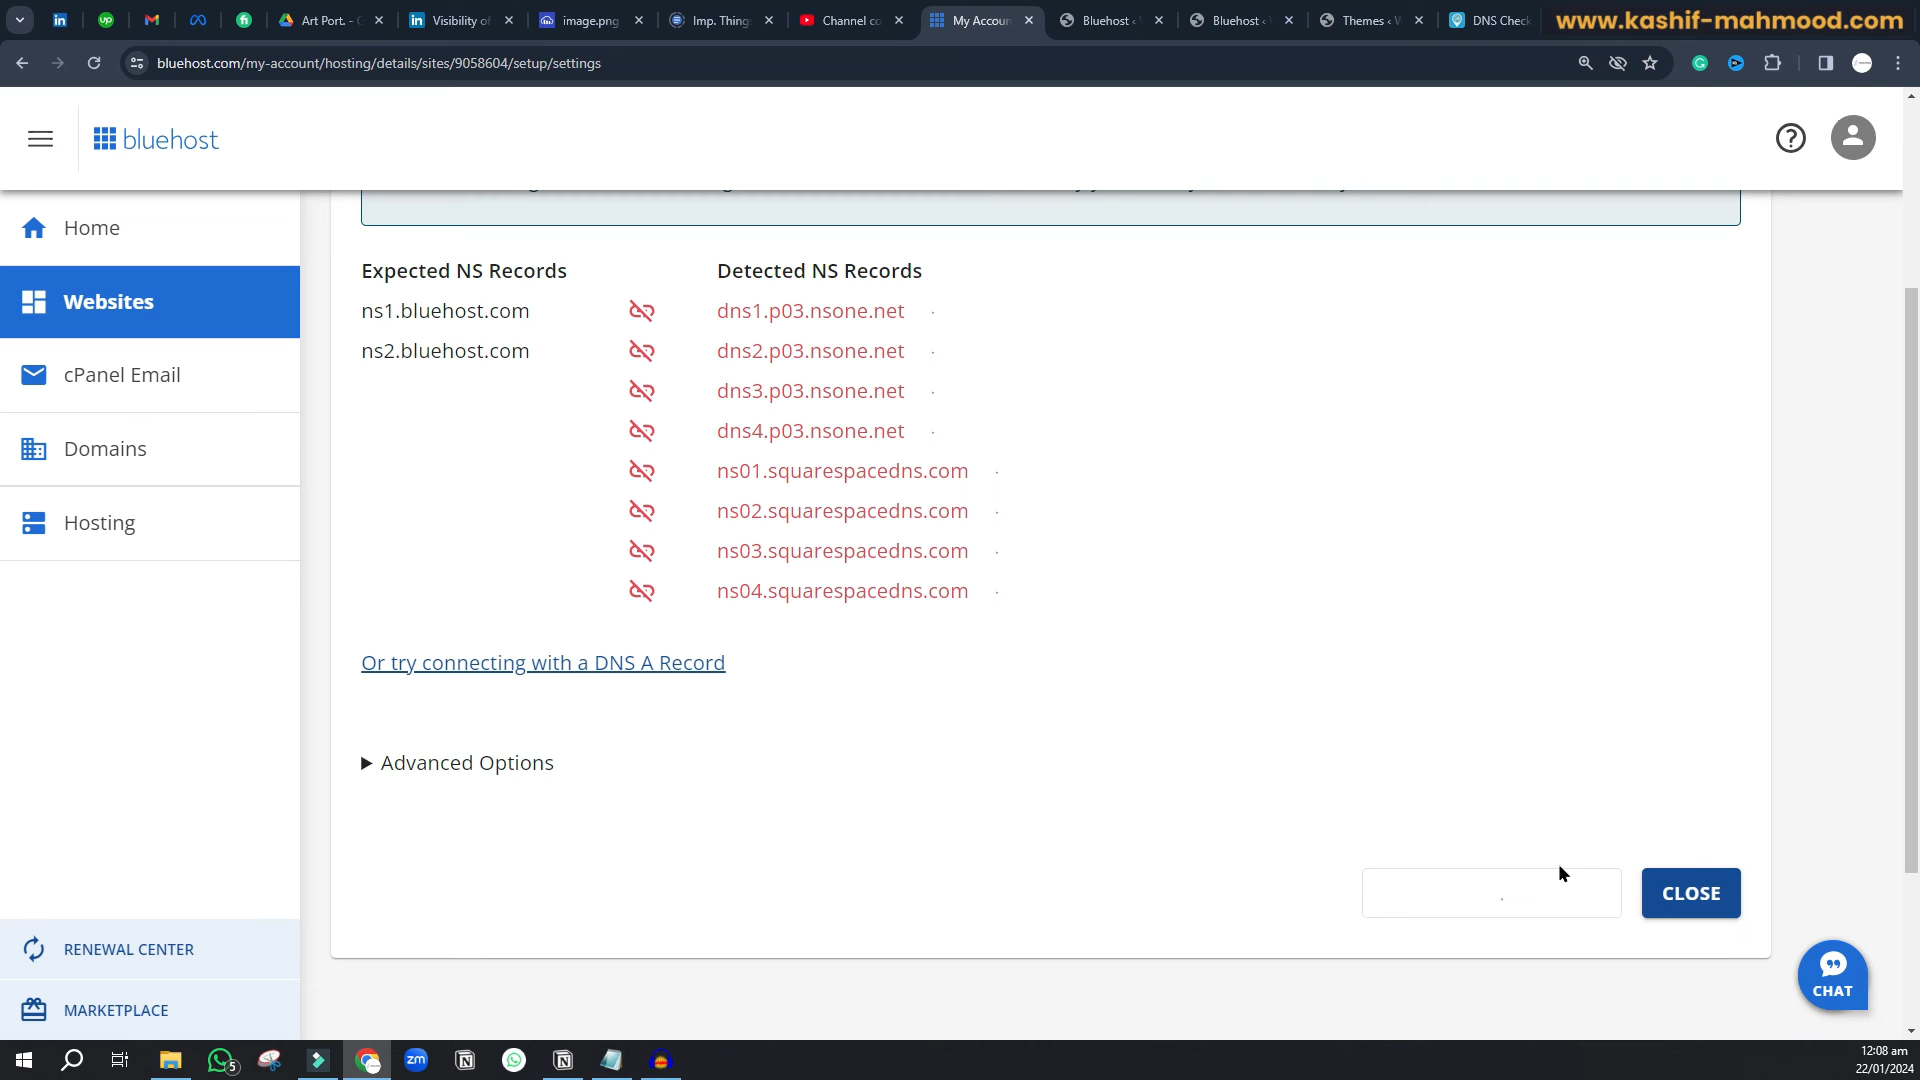 Art Port. - G
Visibility of
image.png
Imp. Things
Channel co
My Accoun
Bluehost ‹
Bluehost ‹
Themes ‹ W
DNS Check
www.kashif-mahmood.com
bluehost.com/my-account/hosting/details/sites/9058604/setup/settings
bluehost
Home
Websites
cPanel Email
Domains
Hosting
RENEWAL CENTER
MARKETPLACE
Expected NS Records
Detected NS Records
ns1.bluehost.com
dns1.p03.nsone.net
ns2.bluehost.com
dns2.p03.nsone.net
dns3.p03.nsone.net
dns4.p03.nsone.net
ns01.squarespacedns.com
ns02.squarespacedns.com
ns03.squarespacedns.com
ns04.squarespacedns.com
Or try connecting with a DNS A Record
Advanced Options
CLOSE
CHAT
zm
5
12:08 am
22/01/2024